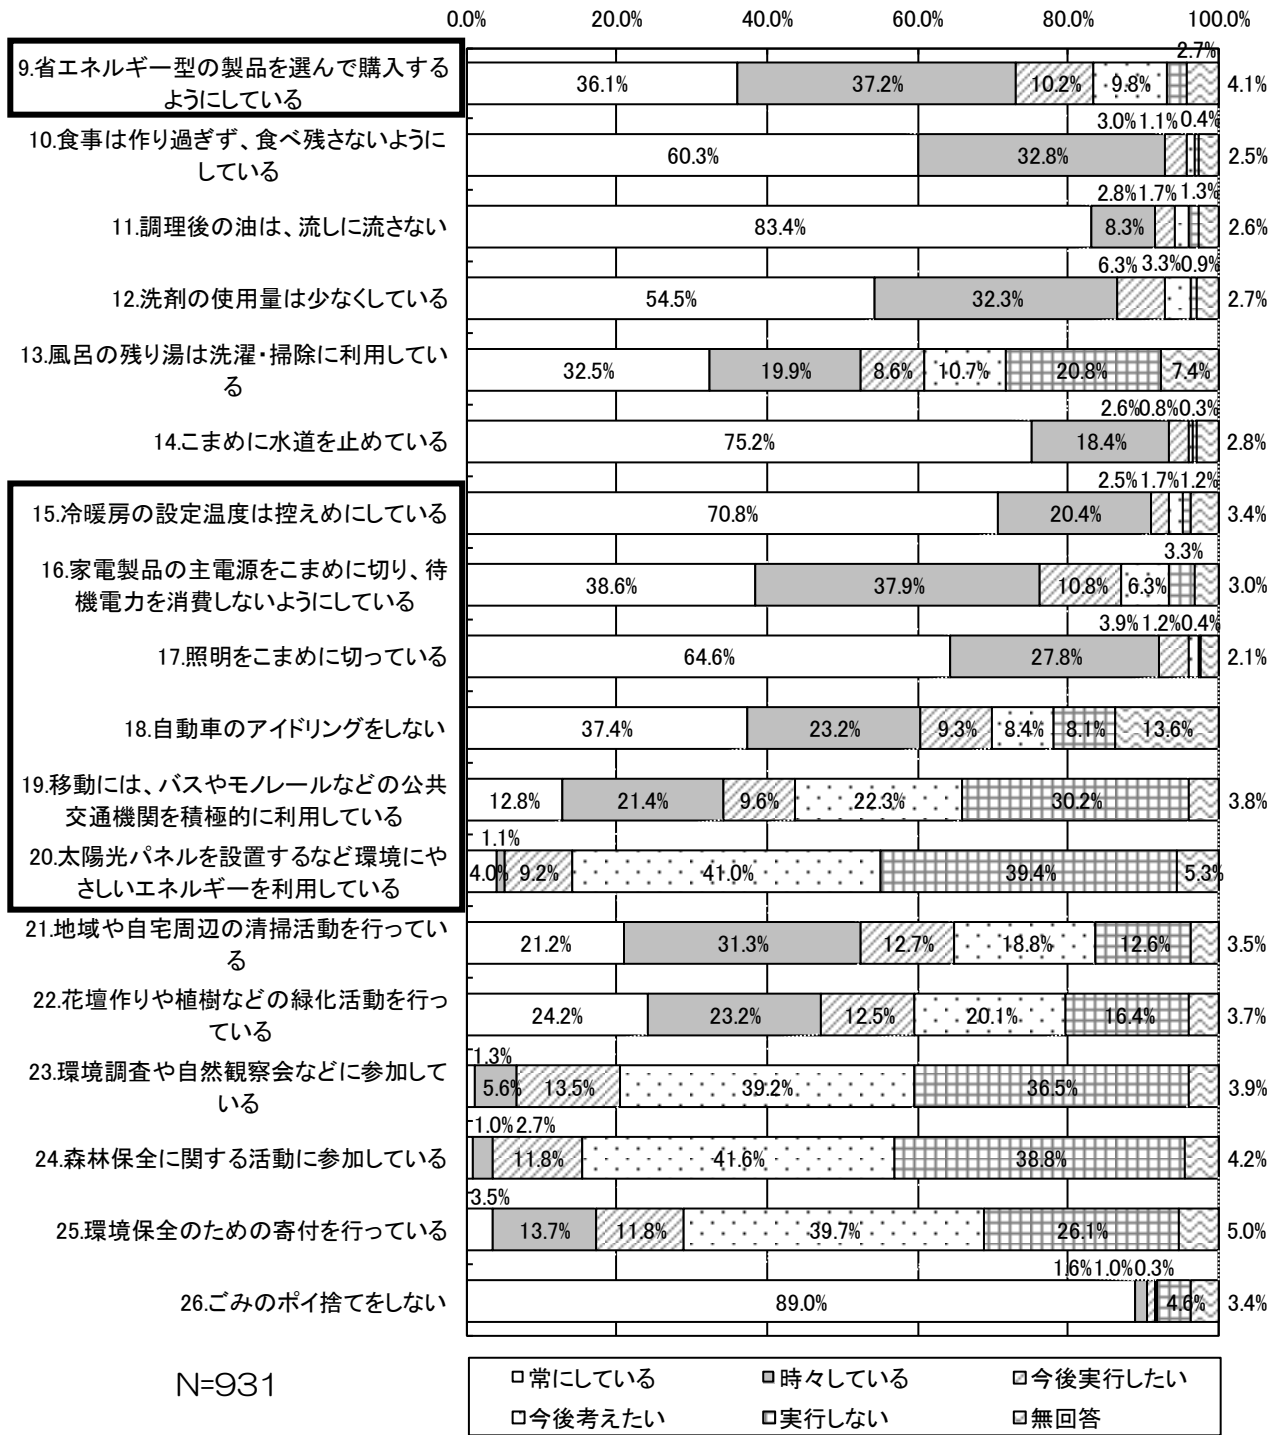 0.0% 20.0% 40.0% 60.0% 80.0% 100.0%
2.7%
9.省エネルギー型の製品を選んで購入する
ようにしている
36.1% 37.2% 10.2% 9.8% 4.1%
3.0% 1.1% 0.4%
10.食事は作り過ぎず、食べ残さないように
している
60.3% 32.8% 2.5%
2.8% 1.7% 1.3%
11.調理後の油は、流しに流さない
83.4% 8.3% 2.6%
6.3% 3.3% 0.9%
12.洗剤の使用量は少なくしている
54.5% 32.3% 2.7%
13.風呂の残り湯は洗濯・掃除に利用してい
る
32.5% 19.9% 8.6% 10.7% 20.8% 7.4%
2.6% 0.8% 0.3%
14.こまめに水道を止めている
75.2% 18.4% 2.8%
2.5% 1.7% 1.2%
15.冷暖房の設定温度は控えめにしている
70.8% 20.4% 3.4%
3.3%
16.家電製品の主電源をこまめに切り、待
機電力を消費しないようにしている
38.6% 37.9% 10.8% 6.3% 3.0%
3.9% 1.2% 0.4%
17.照明をこまめに切っている
64.6% 27.8% 2.1%
18.自動車のアイドリングをしない
37.4% 23.2% 9.3% 8.4% 8.1% 13.6%
19.移動には、バスやモノレールなどの公共
交通機関を積極的に利用している
12.8% 21.4% 9.6% 22.3% 30.2% 3.8%
1.1%
20.太陽光パネルを設置するなど環境にや
さしいエネルギーを利用している
4.0% 9.2% 41.0% 39.4% 5.3%
21.地域や自宅周辺の清掃活動を行ってい
る
21.2% 31.3% 12.7% 18.8% 12.6% 3.5%
22.花壇作りや植樹などの緑化活動を行っ
ている
24.2% 23.2% 12.5% 20.1% 16.4% 3.7%
1.3%
23.環境調査や自然観察会などに参加して
いる
5.6% 13.5% 39.2% 36.5% 3.9%
1.0% 2.7%
24.森林保全に関する活動に参加している
11.8% 41.6% 38.8% 4.2%
3.5%
25.環境保全のための寄付を行っている
13.7% 11.8% 39.7% 26.1% 5.0%
1.6% 1.0% 0.3%
26.ごみのポイ捨てをしない
89.0% 4.6% 3.4%
N=931
常にしている 時々している 今後実行したい
今後考えたい 実行しない 無回答